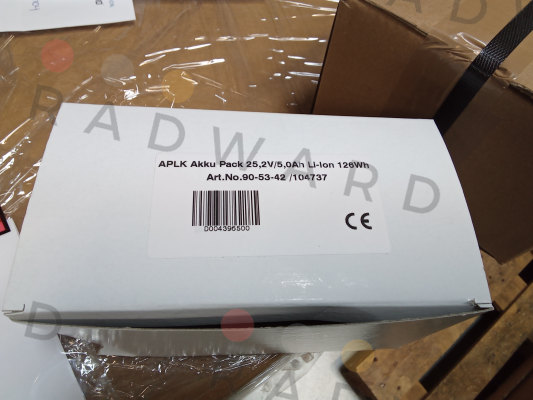 RADWARD
APLK Akku Pack 25,2V/5,0Ah Li-Ion 126Wh
Art.No.90-53-42 /104737
D004396500
CE
RADWARD